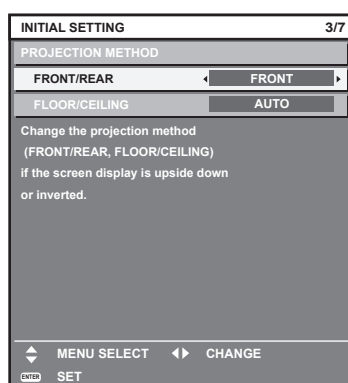 INITIAL SETTING 3/7
PROJECTION METHOD
FRONT/REAR FRONT
FLOOR/CEILING AUTO
Change the projection method
(FRONT/REAR, FLOOR/CEILING)
if the screen display is upside down
or inverted.
MENU SELECT CHANGE
ENTER SET